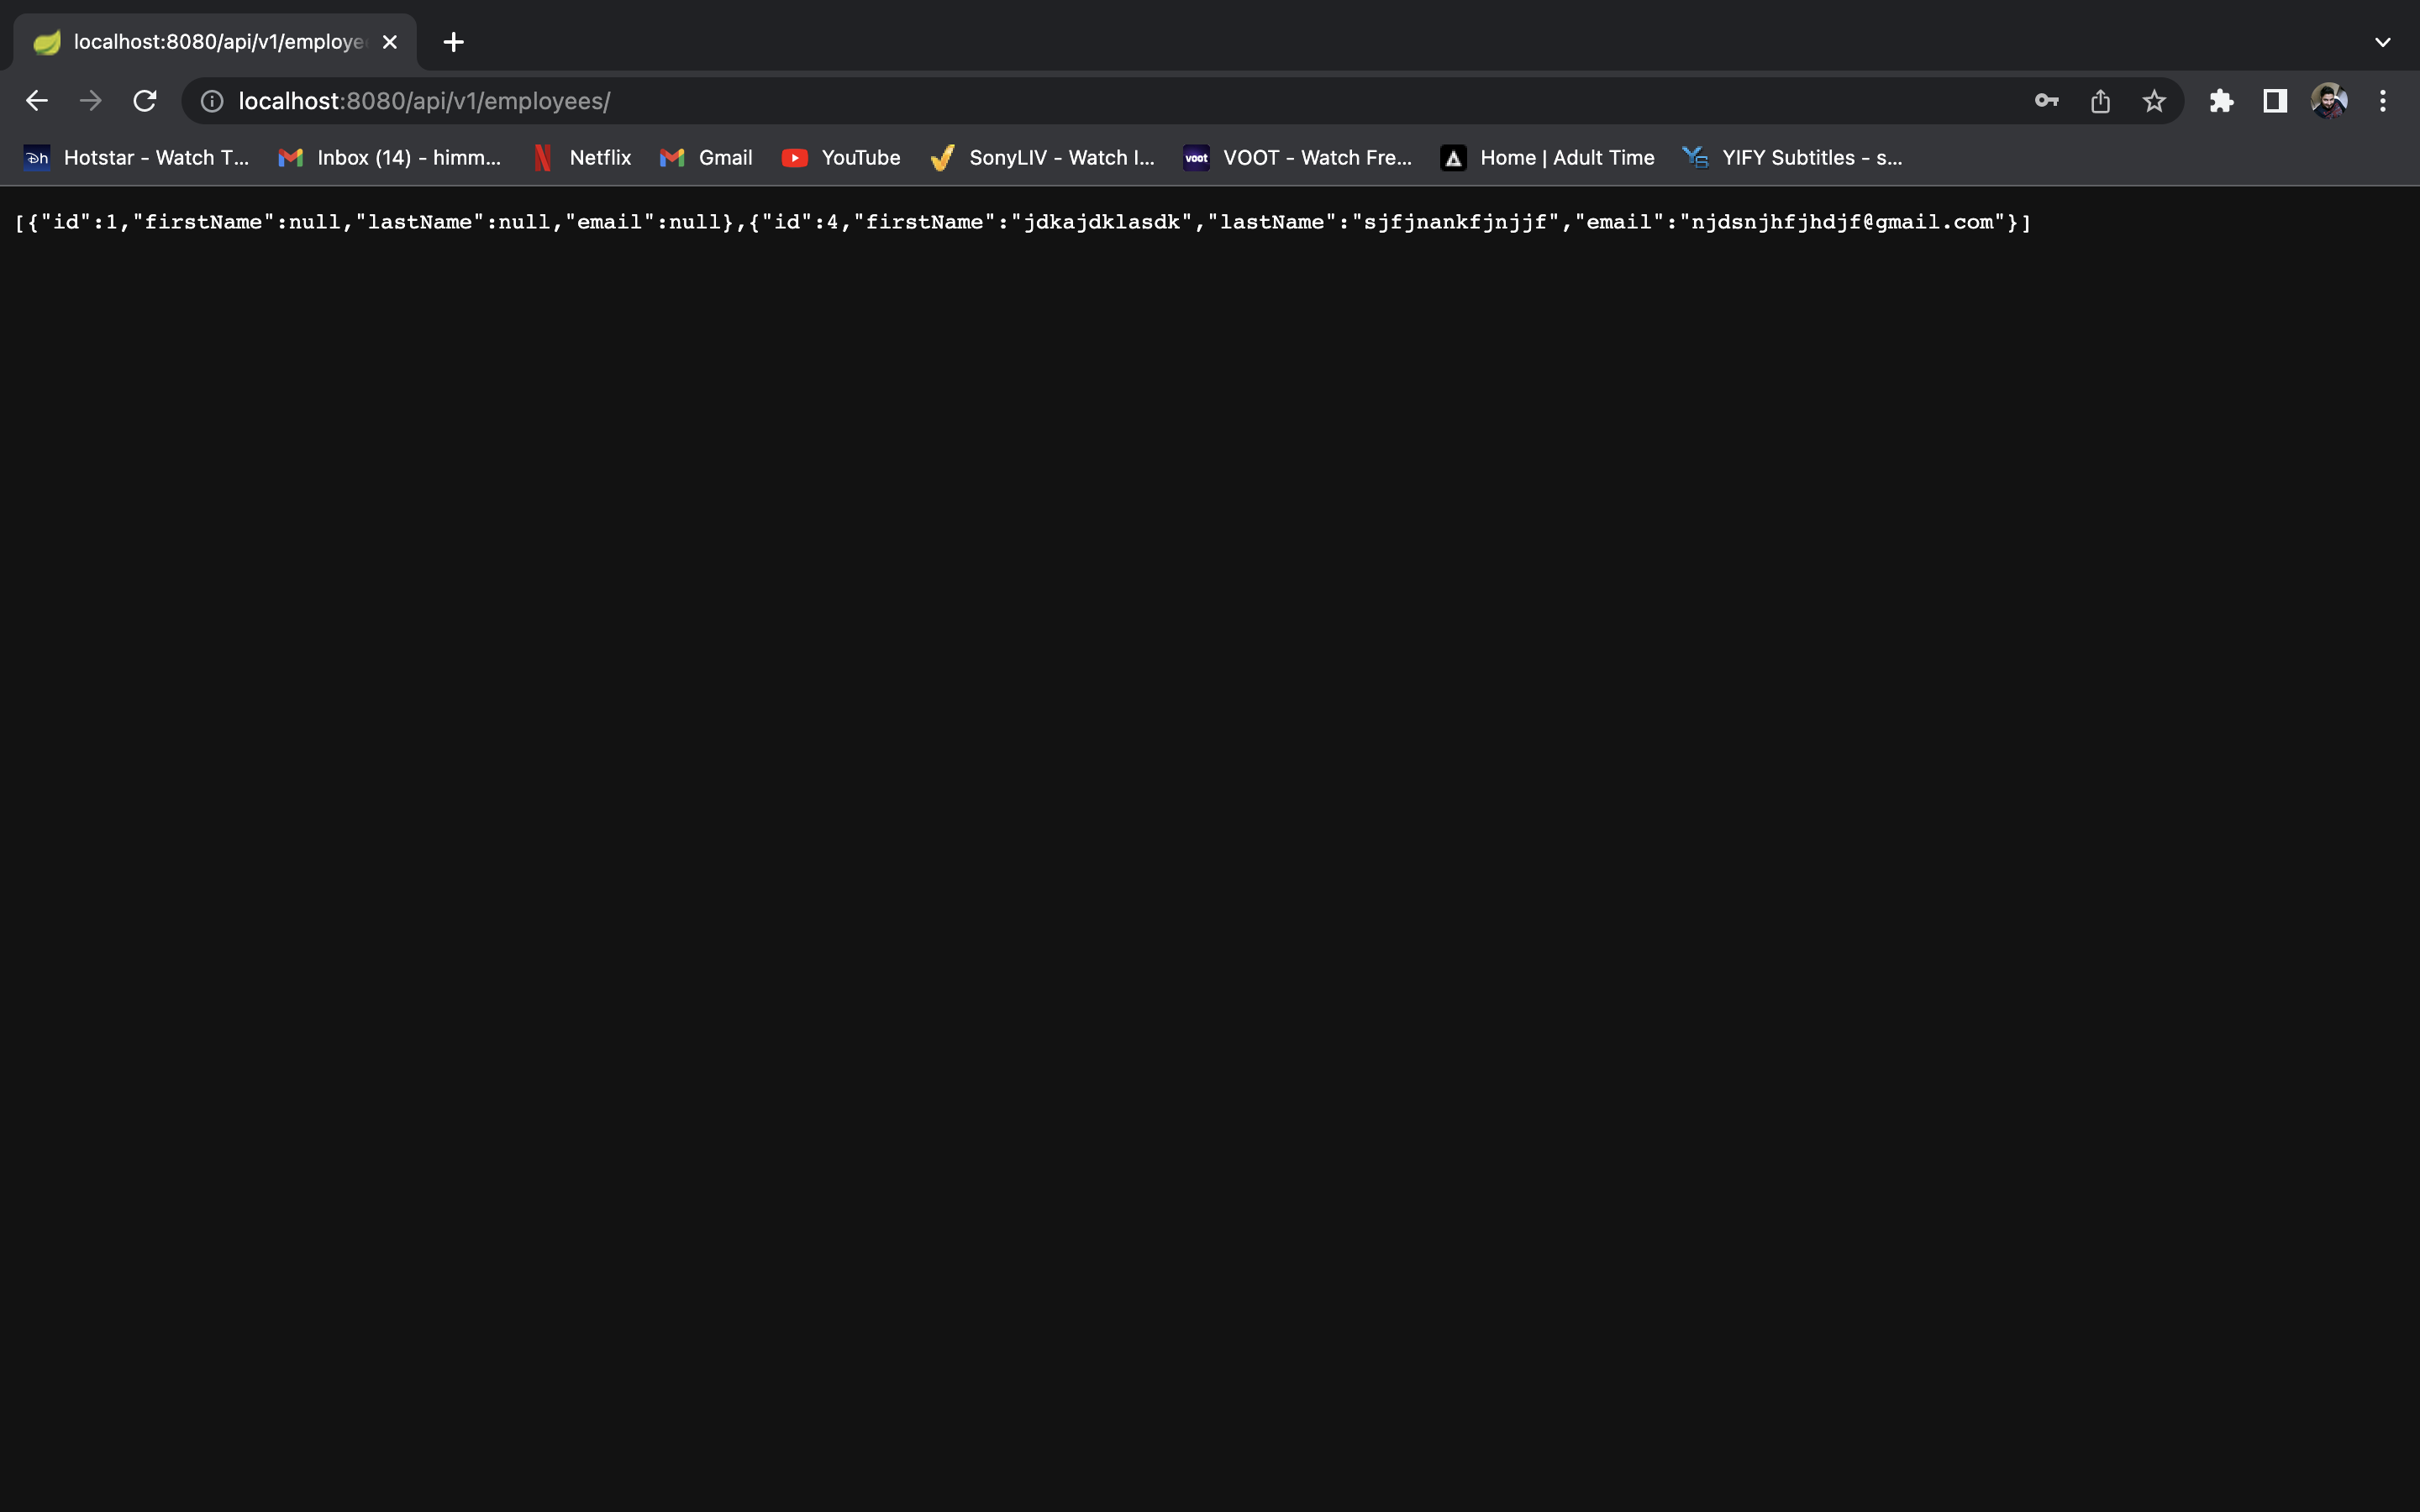 localhost:8080/api/v1/employe
localhost:8080/api/v1/employees/
Hotstar - Watch T... Inbox (14) - himm... Netflix Gmail YouTube SonyLIV - Watch I... voot VOOT - Watch Fre... Home | Adult Time YIFY Subtitles - s...
[{"id":1,"firstName":null,"lastName":null,"email":null},{"id":4,"firstName":"jdkajdklasdk","lastName":"sjfjnankfjnjjf","email":"njdsnjhfjhdjf@gmail.com"}]